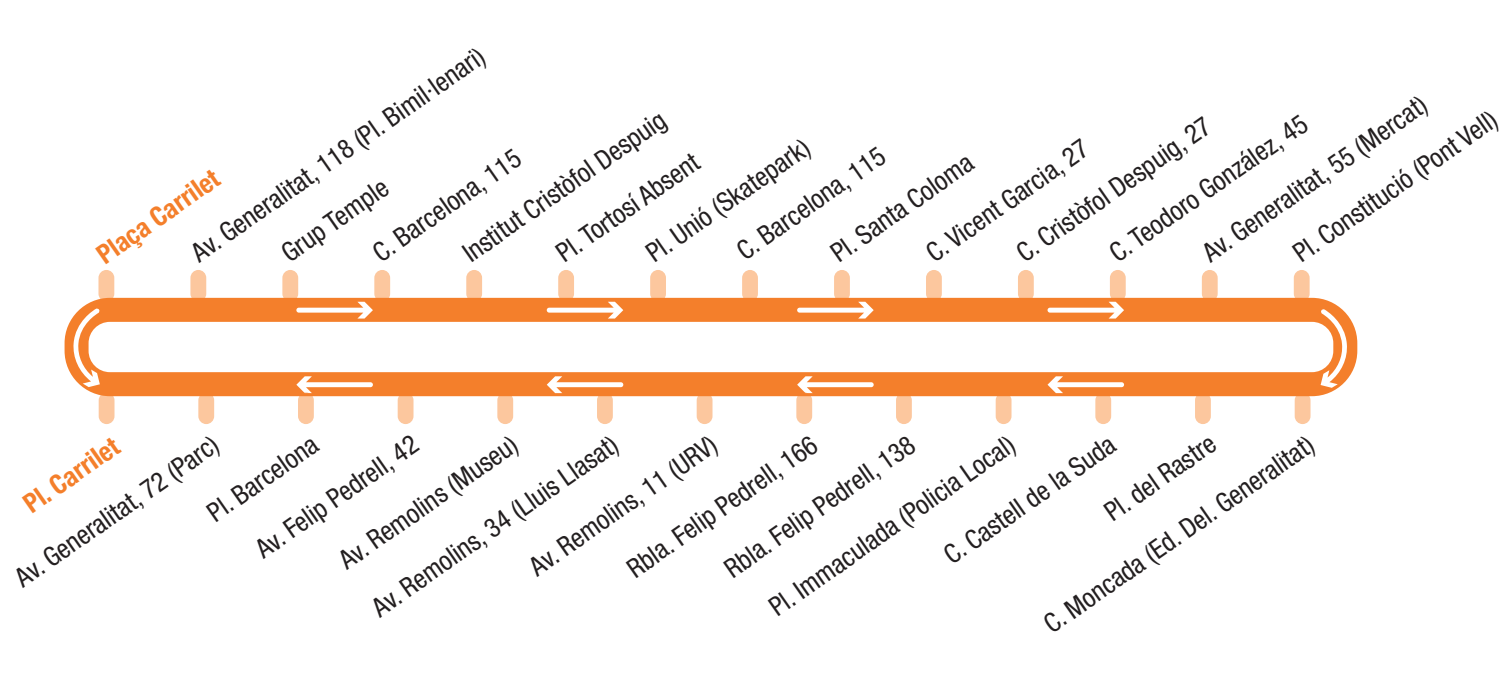 Plaça Carrilet
Av. Generalitat, 118 (Pl. Bimil·lenari)
Grup Temple
C. Barcelona, 115
Institut Cristòfol Despuig
Pl. Tortosí Absent
Pl. Unió (Skatepark)
C. Barcelona, 115
Pl. Santa Coloma
C. Vicent Garcia, 27
C. Cristòfol Despuig, 27
C. Teodoro González, 45
Av. Generalitat, 55 (Mercat)
Pl. Constitució (Pont Vell)
Pl. Carrilet
Av. Generalitat, 72 (Parc)
Pl. Barcelona
Av. Felip Pedrell, 42
Av. Remolins (Museu)
Av. Remolins, 34 (Lluis Llasat)
Av. Remolins, 11 (URV)
Rbla. Felip Pedrell, 166
Rbla. Felip Pedrell, 138
Pl. Immaculada (Policia Local)
C. Castell de la Suda
Pl. del Rastre
C. Moncada (Ed. Del. Generalitat)